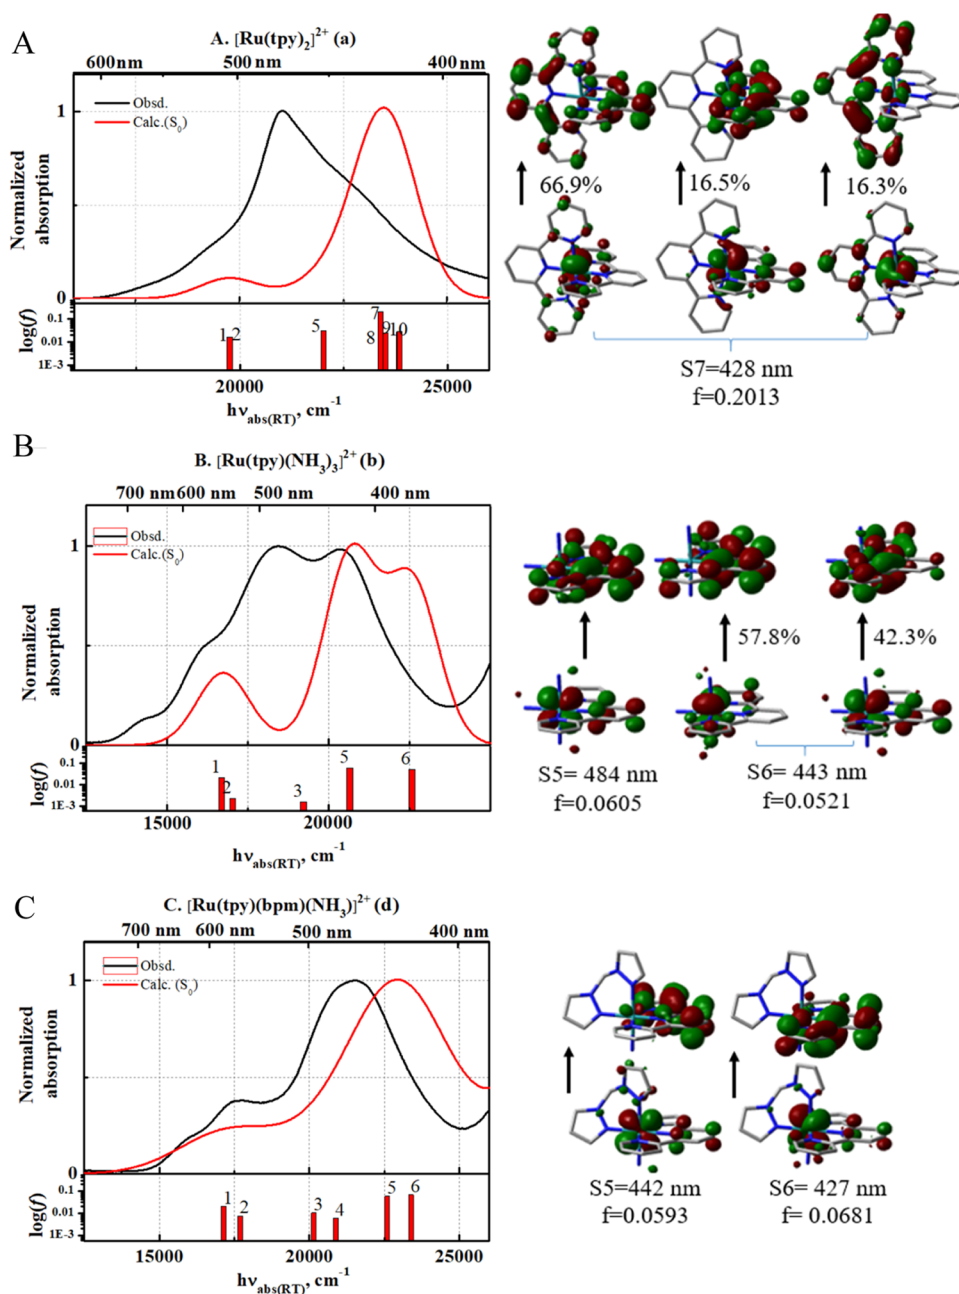 A
A. [Ru(tpy)2]2+ (a)
600nm 500 nm 400 nm
Obsd.
Calc.(S0)
Normalized
absorption
1
0
66.9% 16.5% 16.3%
log(f)
0.1
0.01
1E-3
1 2 5 7 8 9 10
20000 25000
hνabs(RT), cm-1
S7=428 nm
f=0.2013
B
B. [Ru(tpy)(NH3)3]2+ (b)
700 nm 600 nm 500 nm 400 nm
Obsd.
Calc.(S0)
Normalized
absorption
1
0
57.8% 42.3%
log(f)
0.1
0.01
1E-3
1 2 3 5 6
15000 20000
hνabs(RT), cm-1
S5= 484 nm
f=0.0605
S6= 443 nm
f=0.0521
C
C. [Ru(tpy)(bpm)(NH3)]2+ (d)
700 nm 600 nm 500 nm 400 nm
Obsd.
Calc. (S0)
Normalized
absorption
1
0
log(f)
0.1
0.01
1E-3
1 2 3 4 5 6
15000 20000 25000
hνabs(RT), cm-1
S5=442 nm
f=0.0593
S6= 427 nm
f= 0.0681